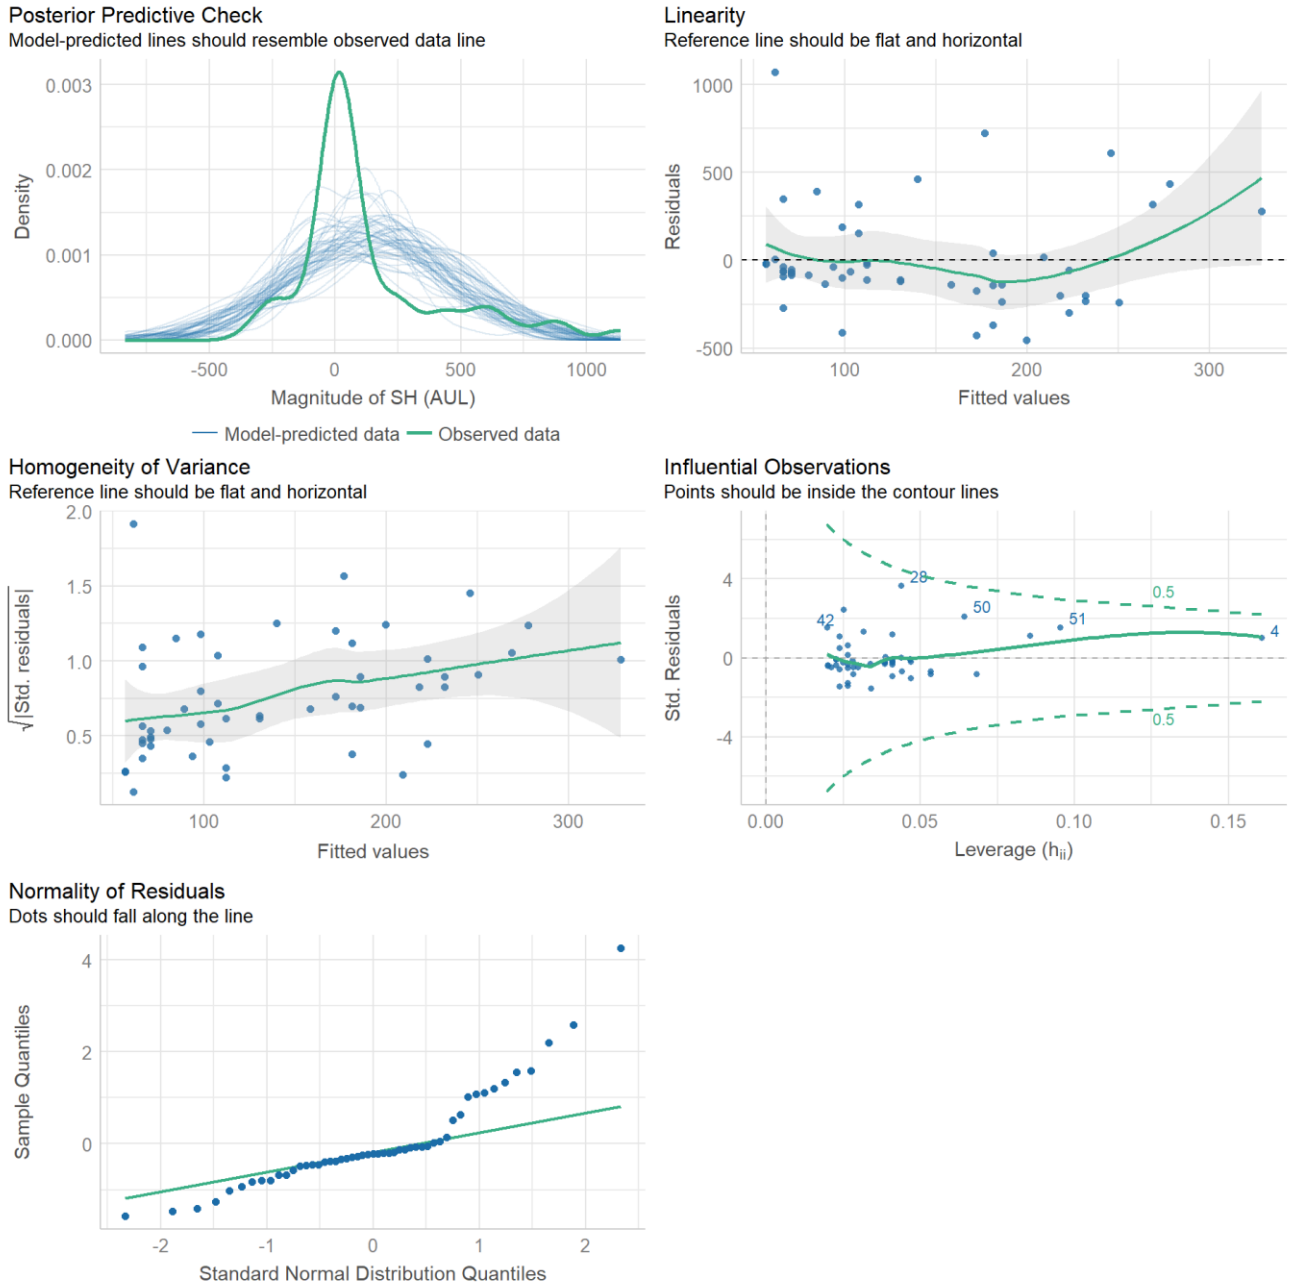 Posterior Predictive Check
Model-predicted lines should resemble observed data line
Density
0.003
0.002
0.001
0.000
-500
0
500
1000
Magnitude of SH (AUL)
Model-predicted data
Observed data
Linearity
Reference line should be flat and horizontal
Residuals
1000
500
0
-500
100
200
300
Fitted values
Homogeneity of Variance
Reference line should be flat and horizontal
√|Std. residuals|
2.0
1.5
1.0
0.5
100
200
300
Fitted values
Influential Observations
Points should be inside the contour lines
Std. Residuals
4
0
-4
28
50
51
42
4
0.5
0.5
0.00
0.05
0.10
0.15
Leverage (hᵢᵢ)
Normality of Residuals
Dots should fall along the line
Sample Quantiles
4
2
0
-2
-1
0
1
2
Standard Normal Distribution Quantiles